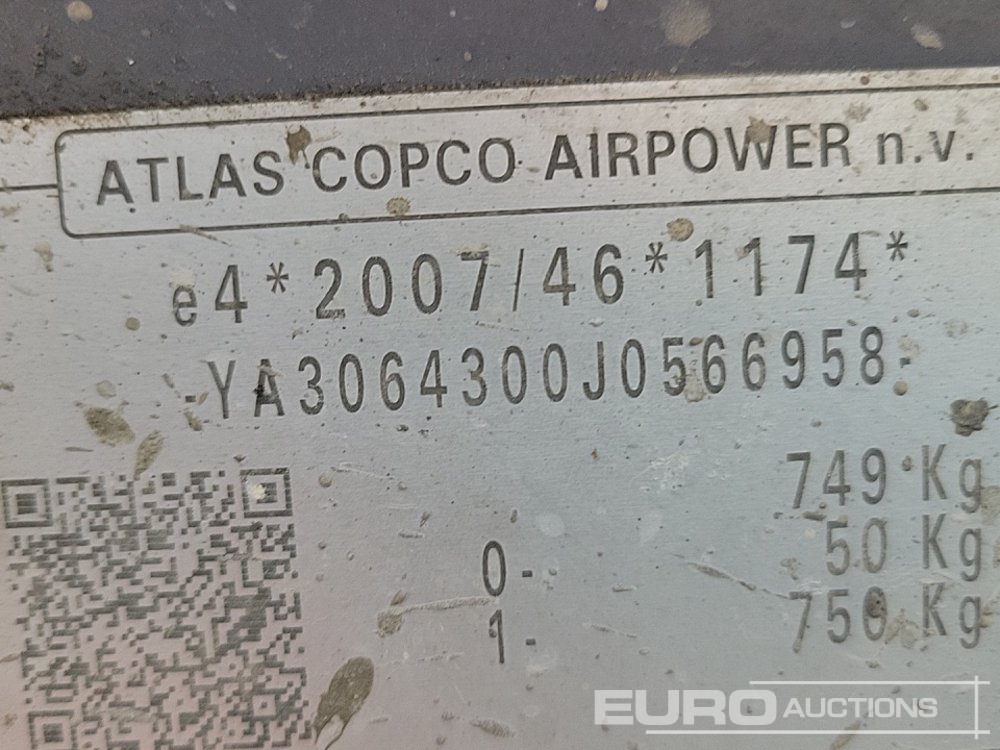 ATLAS COPCO AIRPOWER n.v.
e4*2007/46*1174*
-YA3064300J0566958-
749 Kg
0- 50 Kg
1- 750 Kg
EURO AUCTIONS